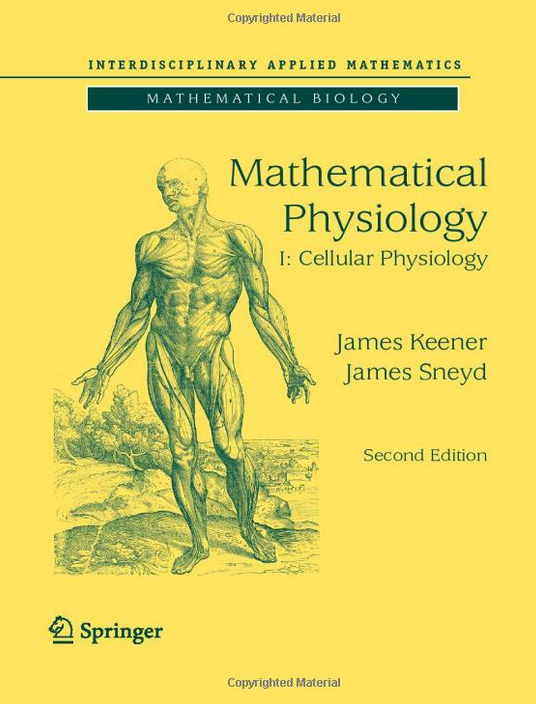 Copyrighted Material
INTERDISCIPLINARY APPLIED MATHEMATICS
MATHEMATICAL BIOLOGY
Mathematical
Physiology
I: Cellular Physiology
James Keener
James Sneyd
Second Edition
Springer
Copyrighted Material